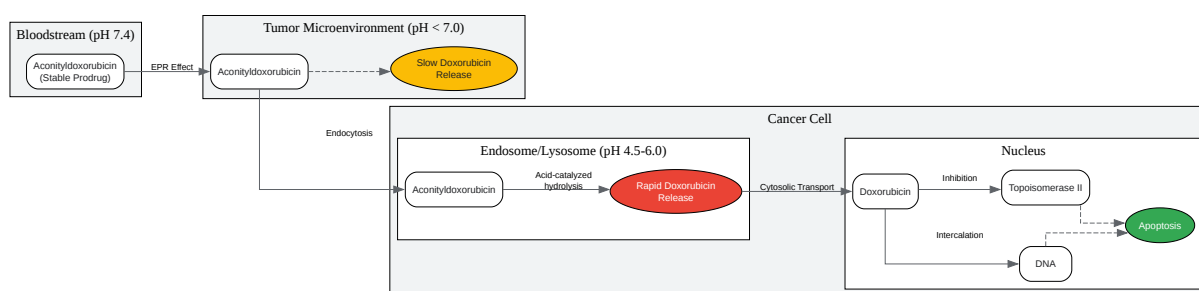 Bloodstream (pH 7.4)
Aconityldoxorubicin
(Stable Prodrug)
EPR Effect
Tumor Microenvironment (pH < 7.0)
Aconityldoxorubicin
Slow Doxorubicin
Release
Endocytosis
Cancer Cell
Endosome/Lysosome (pH 4.5-6.0)
Aconityldoxorubicin
Acid-catalyzed
hydrolysis
Rapid Doxorubicin
Release
Cytosolic Transport
Nucleus
Doxorubicin
Inhibition
Topoisomerase II
Intercalation
DNA
Apoptosis